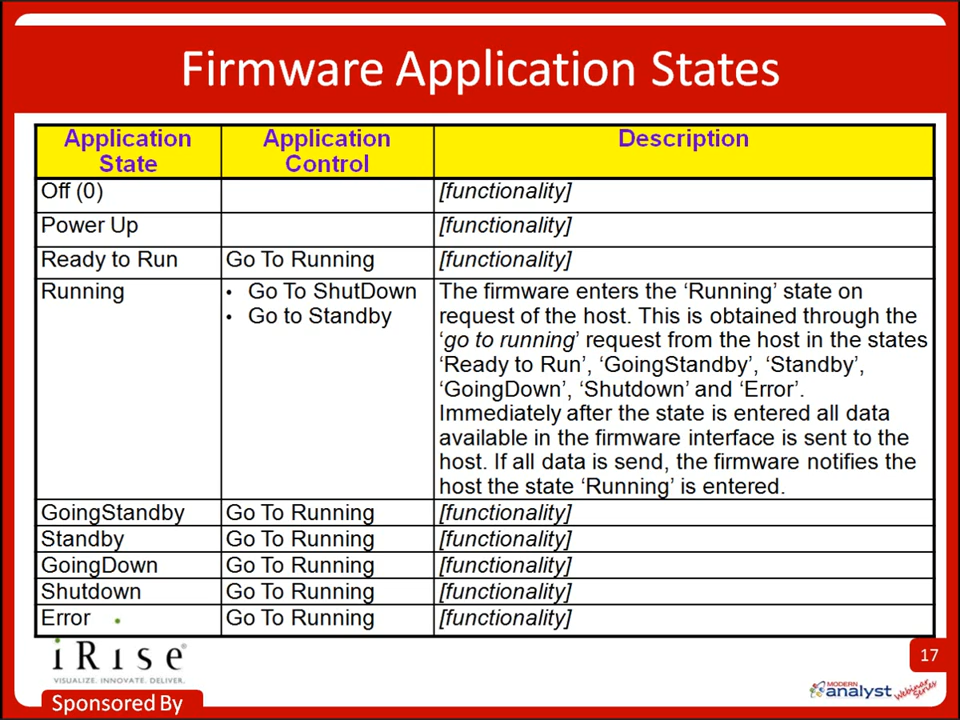 Firmware Application States
Application State
Application Control
Description
Off (0)
[functionality]
Power Up
[functionality]
Ready to Run
Go To Running
[functionality]
Running
• Go To ShutDown
• Go to Standby
The firmware enters the ‘Running’ state on
request of the host. This is obtained through the
‘go to running’ request from the host in the states
‘Ready to Run’, ‘GoingStandby’, ‘Standby’,
‘GoingDown’, ‘Shutdown’ and ‘Error’.
Immediately after the state is entered all data
available in the firmware interface is sent to the
host. If all data is send, the firmware notifies the
host the state ‘Running’ is entered.
GoingStandby
Go To Running
[functionality]
Standby
Go To Running
[functionality]
GoingDown
Go To Running
[functionality]
Shutdown
Go To Running
[functionality]
Error
Go To Running
[functionality]
iRise®
VISUALIZE. INNOVATE. DELIVER.
Sponsored By
17
MODERN
analyst
Webinar
Series